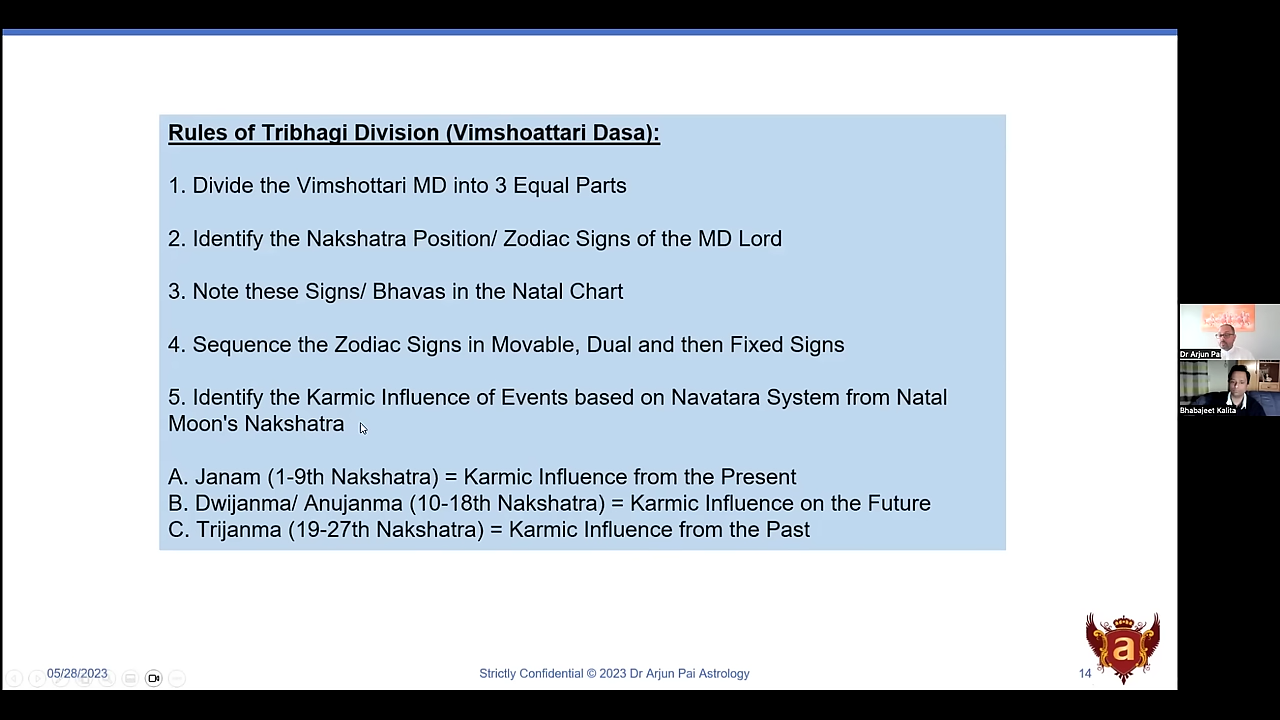 Rules of Tribhagi Division (Vimshoattari Dasa):
1. Divide the Vimshottari MD into 3 Equal Parts
2. Identify the Nakshatra Position/ Zodiac Signs of the MD Lord
3. Note these Signs/ Bhavas in the Natal Chart
4. Sequence the Zodiac Signs in Movable, Dual and then Fixed Signs
5. Identify the Karmic Influence of Events based on Navatara System from Natal
Moon's Nakshatra
A. Janam (1-9th Nakshatra) = Karmic Influence from the Present
B. Dwijanma/ Anujanma (10-18th Nakshatra) = Karmic Influence on the Future
C. Trijanma (19-27th Nakshatra) = Karmic Influence from the Past
Dr Arjun Pai
Bhabajeet Kalita
a
05/28/2023
Strictly Confidential © 2023 Dr Arjun Pai Astrology
14